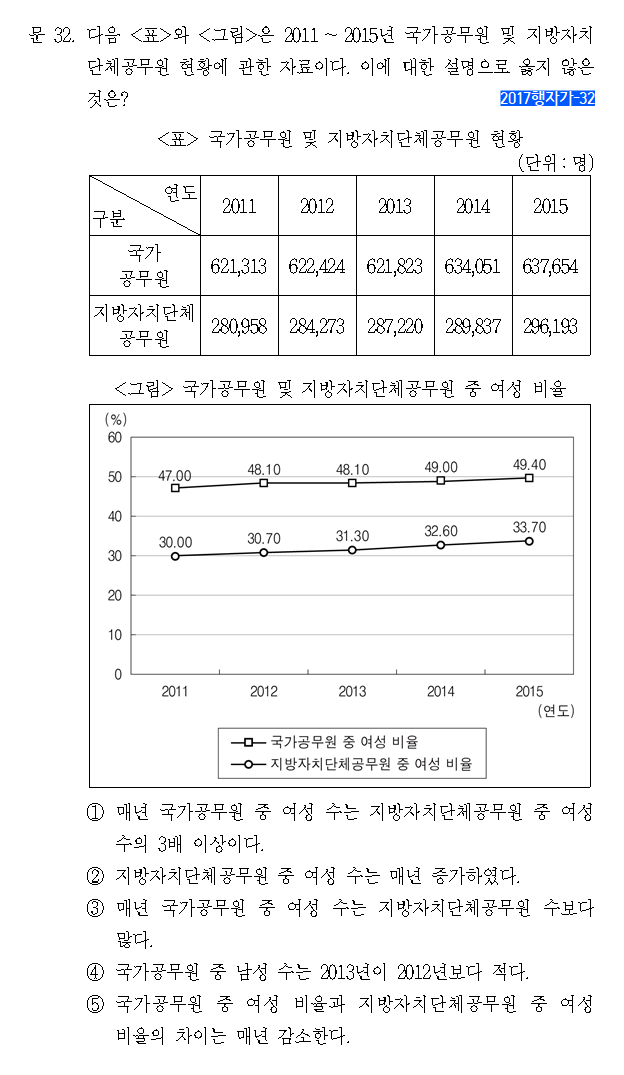 문 32. 다음 <표>와 <그림>은 2011 ~ 2015년 국가공무원 및 지방자치
단체공무원 현황에 관한 자료이다. 이에 대한 설명으로 옳지 않은
것은? 2017행자가-32
<표> 국가공무원 및 지방자치단체공무원 현황
(단위 : 명)
연도
구분
2011 2012 2013 2014 2015
국가
공무원
621,313 622,424 621,823 634,051 637,654
지방자치단체
공무원
280,958 284,273 287,220 289,837 296,193
<그림> 국가공무원 및 지방자치단체공무원 중 여성 비율
(%)
60
50
40
30
20
10
0
47.00 48.10 48.10 49.00 49.40
30.00 30.70 31.30 32.60 33.70
2011 2012 2013 2014 2015
(연도)
국가공무원 중 여성 비율
지방자치단체공무원 중 여성 비율
① 매년 국가공무원 중 여성 수는 지방자치단체공무원 중 여성
수의 3배 이상이다.
② 지방자치단체공무원 중 여성 수는 매년 증가하였다.
③ 매년 국가공무원 중 여성 수는 지방자치단체공무원 수보다
많다.
④ 국가공무원 중 남성 수는 2013년이 2012년보다 적다.
⑤ 국가공무원 중 여성 비율과 지방자치단체공무원 중 여성
비율의 차이는 매년 감소한다.